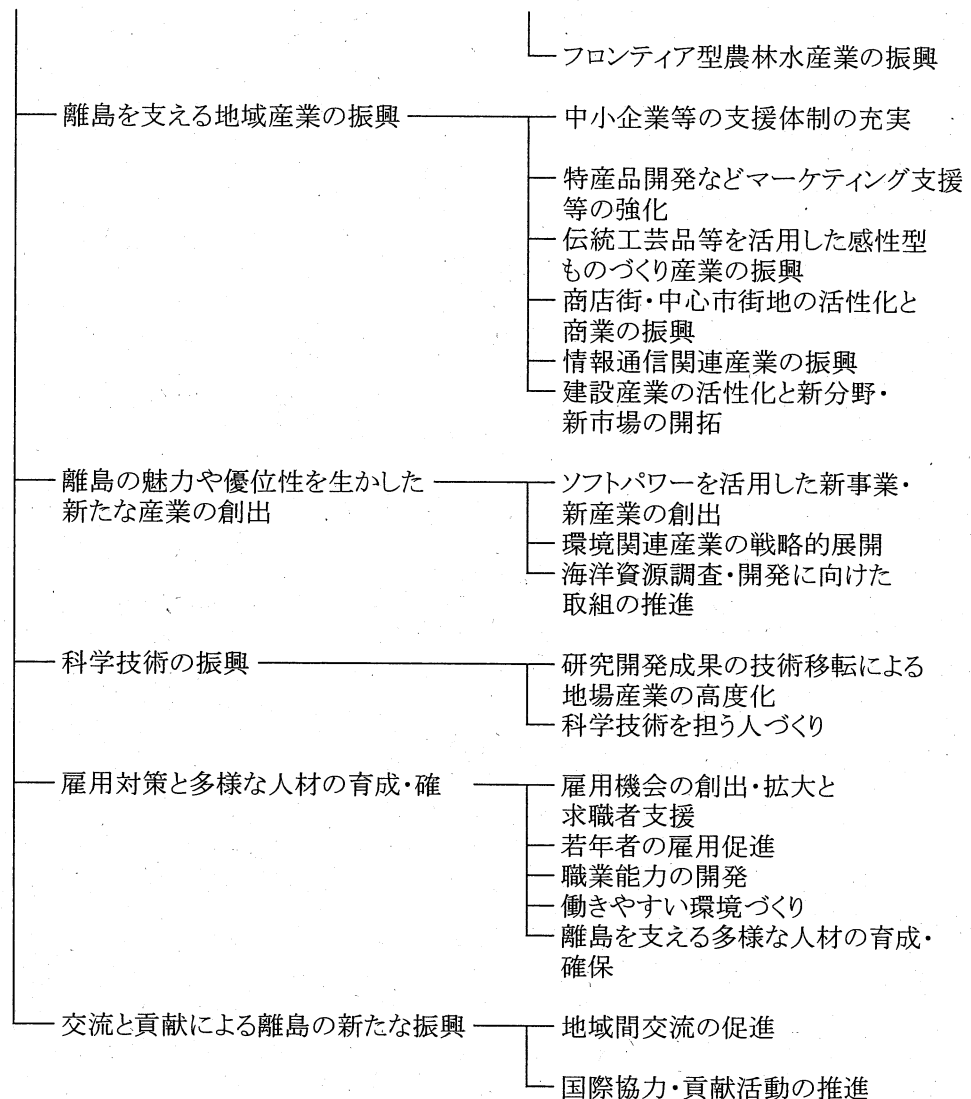 フロンティア型農林水産業の振興
離島を支える地域産業の振興
中小企業等の支援体制の充実
特産品開発などマーケティング支援
等の強化
伝統工芸品等を活用した感性型
ものづくり産業の振興
商店街・中心市街地の活性化と
商業の振興
情報通信関連産業の振興
建設産業の活性化と新分野・
新市場の開拓
離島の魅力や優位性を生かした
新たな産業の創出
ソフトパワーを活用した新事業・
新産業の創出
環境関連産業の戦略的展開
海洋資源調査・開発に向けた
取組の推進
科学技術の振興
研究開発成果の技術移転による
地場産業の高度化
科学技術を担う人づくり
雇用対策と多様な人材の育成・確
雇用機会の創出・拡大と
求職者支援
若年者の雇用促進
職業能力の開発
働きやすい環境づくり
離島を支える多様な人材の育成・
確保
交流と貢献による離島の新たな振興
地域間交流の促進
国際協力・貢献活動の推進